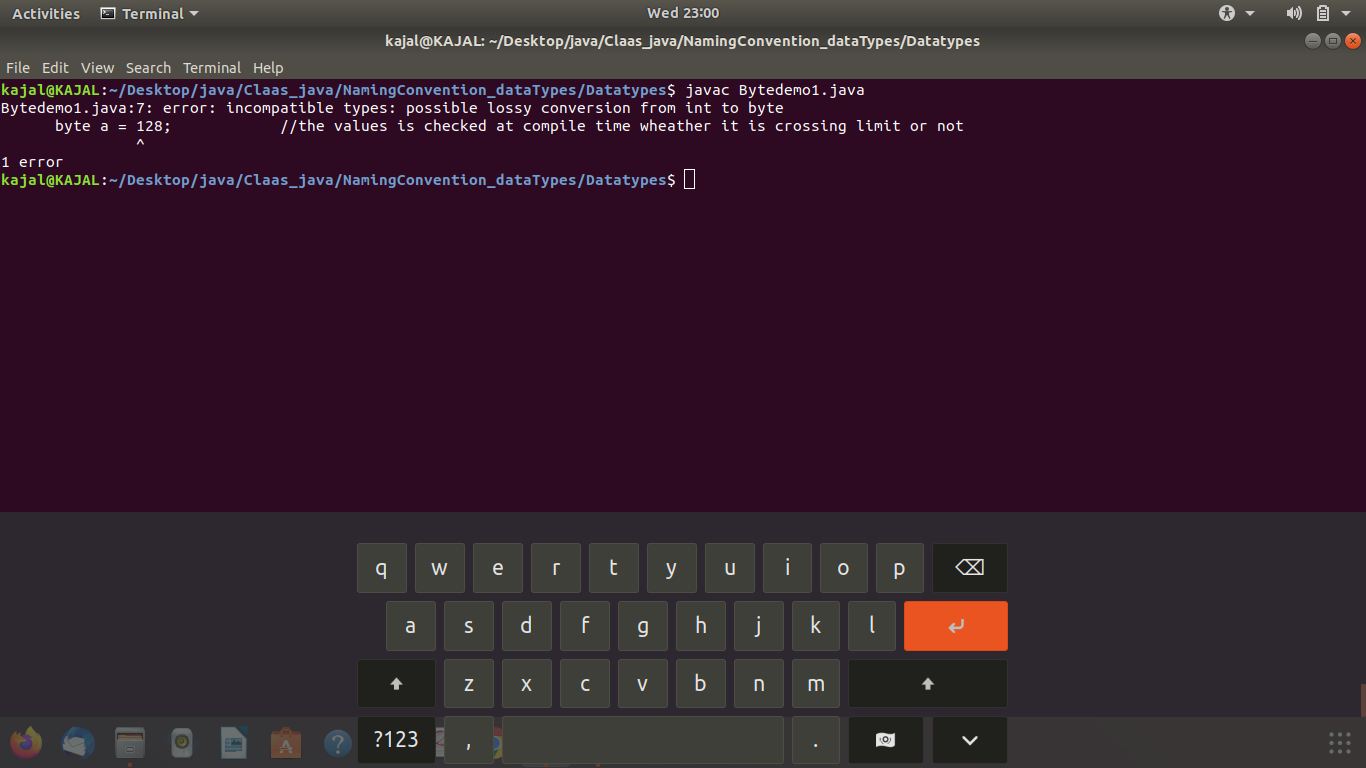 Activities Terminal Wed 23:00
kajal@KAJAL: ~/Desktop/java/Claas_java/NamingConvention_dataTypes/Datatypes
File Edit View Search Terminal Help
kajal@KAJAL:~/Desktop/java/Claas_java/NamingConvention_dataTypes/Datatypes$ javac Bytedemo1.java
Bytedemo1.java:7: error: incompatible types: possible lossy conversion from int to byte
byte a = 128; //the values is checked at compile time wheather it is crossing limit or not
^
1 error
kajal@KAJAL:~/Desktop/java/Claas_java/NamingConvention_dataTypes/Datatypes$
q w e r t y u i o p
a s d f g h j k l
z x c v b n m
?123 , .